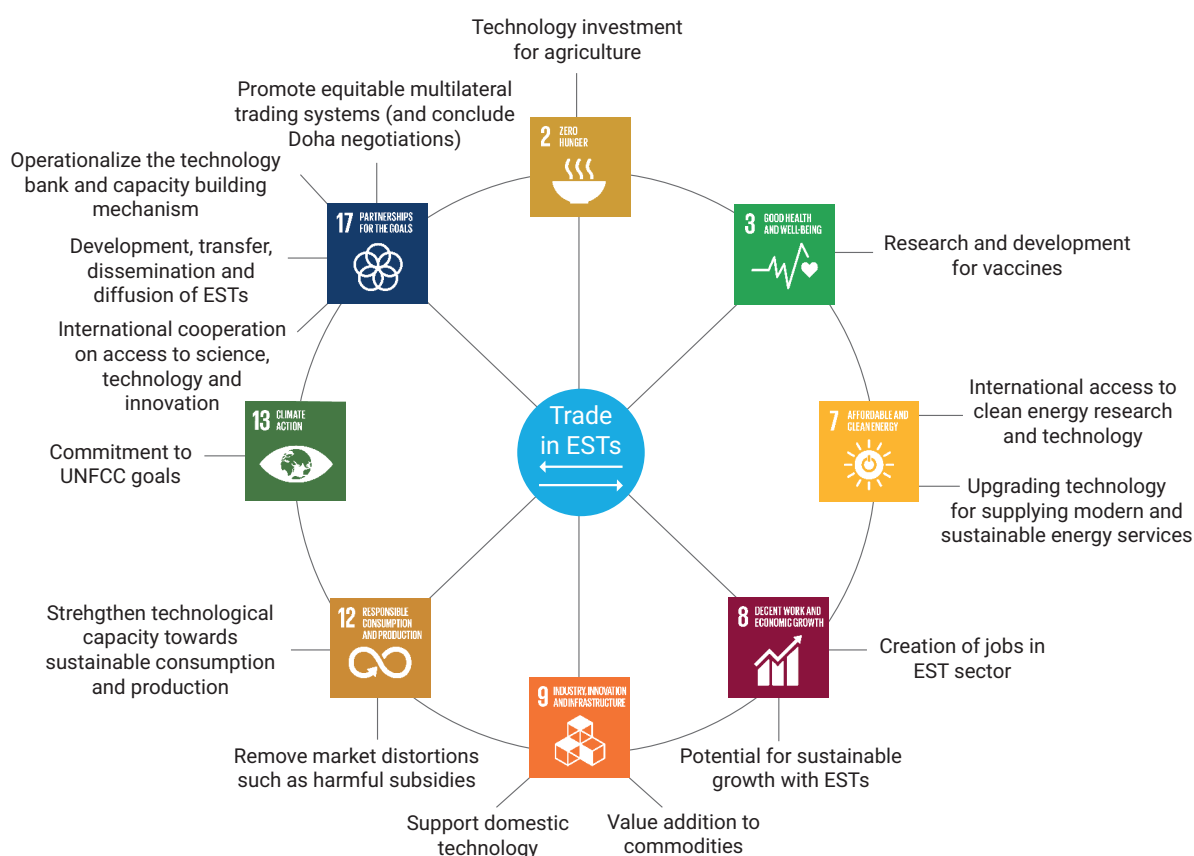 Technology investment
for agriculture
Promote equitable multilateral
trading systems (and conclude
Doha negotiations)
2 ZERO
HUNGER
Operationalize the technology
bank and capacity building
mechanism
17 PARTNERSHIPS
FOR THE GOALS
3 GOOD HEALTH
AND WELL-BEING
Research and development
for vaccines
Development, transfer,
dissemination and
diffusion of ESTs
International cooperation
on access to science,
technology and
innovation
13 CLIMATE
ACTION
Trade
in ESTs
7 AFFORDABLE AND
CLEAN ENERGY
International access to
clean energy research
and technology
Commitment to
UNFCC goals
Upgrading technology
for supplying modern and
sustainable energy services
Strehgthen technological
capacity towards
sustainable consumption
and production
12 RESPONSIBLE
CONSUMPTION
AND PRODUCTION
8 DECENT WORK AND
ECONOMIC GROWTH
Creation of jobs in
EST sector
9 INDUSTRY, INNOVATION
AND INFRASTRUCTURE
Remove market distortions
such as harmful subsidies
Potential for sustainable
growth with ESTs
Support domestic
technology
Value addition to
commodities